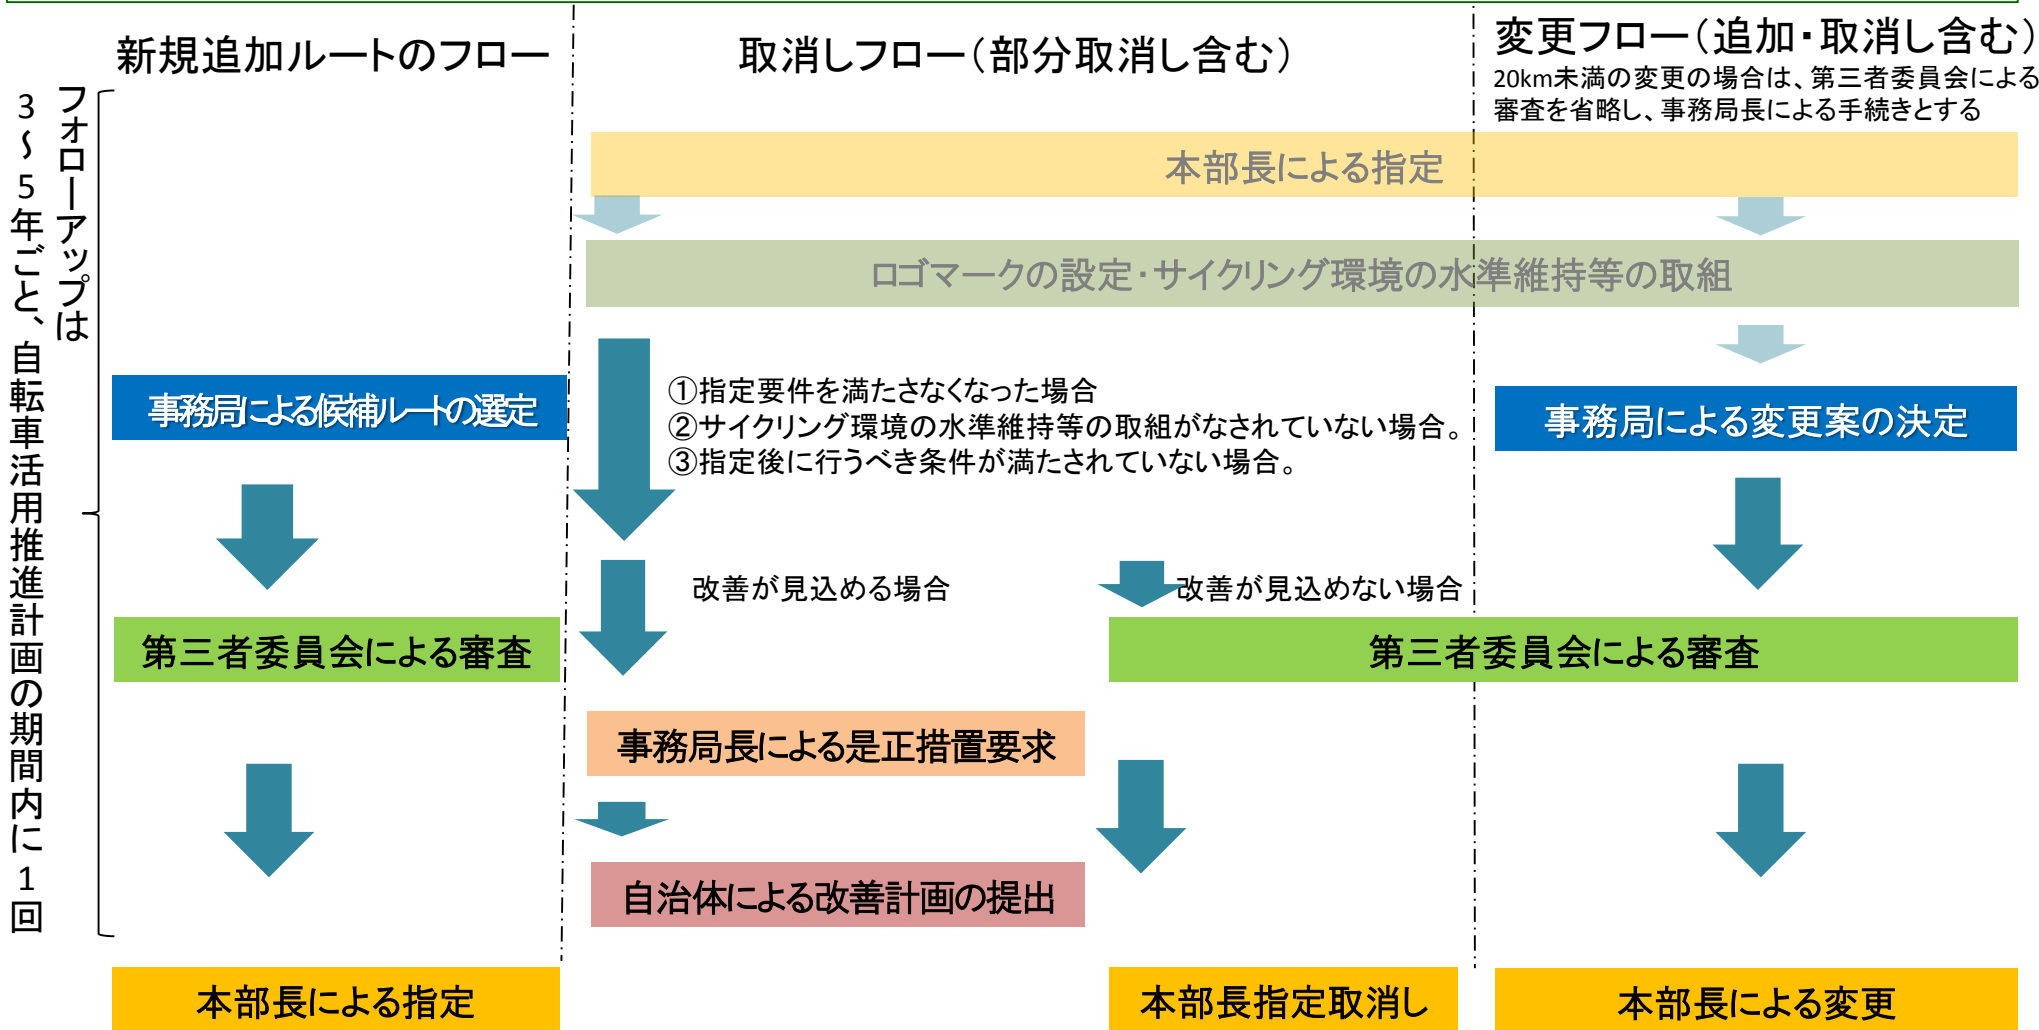 新規追加ルートのフロー
取消しフロー（部分取消し含む）
変更フロー（追加・取消し含む）
20km未満の変更の場合は、第三者委員会による
審査を省略し、事務局長による手続きとする
フォローアップは
3～5年ごと、自転車活用推進計画の期間内に1回
本部長による指定
ロゴマークの設定・サイクリング環境の水準維持等の取組
事務局による候補ルートの選定
①指定要件を満たさなくなった場合
②サイクリング環境の水準維持等の取組がなされていない場合。
③指定後に行うべき条件が満たされていない場合。
事務局による変更案の決定
改善が見込める場合
改善が見込めない場合
第三者委員会による審査
第三者委員会による審査
事務局長による是正措置要求
自治体による改善計画の提出
本部長による指定
本部長指定取消し
本部長による変更